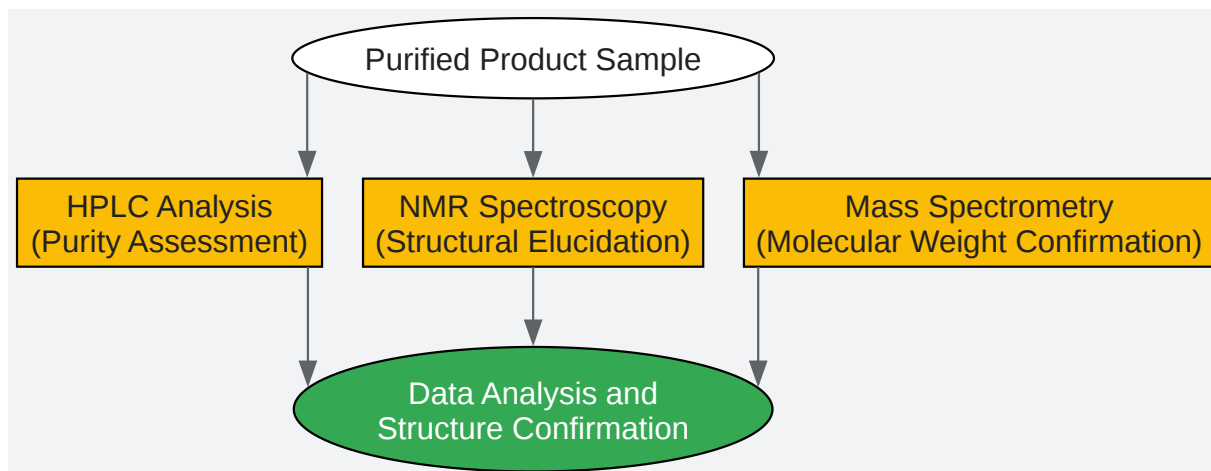 Purified Product Sample
HPLC Analysis
(Purity Assessment)
NMR Spectroscopy
(Structural Elucidation)
Mass Spectrometry
(Molecular Weight Confirmation)
Data Analysis and
Structure Confirmation